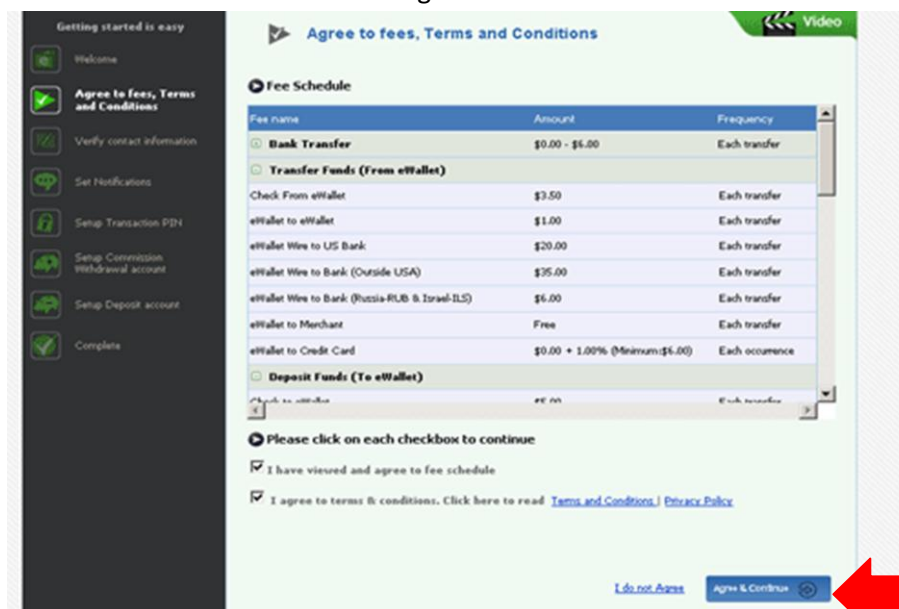 Getting started is easy
Welcome
Agree to fees, Terms
and Conditions
Verify contact information
Set Notifications
Setup Transaction PIN
Setup Commission
Withdrawal account
Setup Deposit account
Complete
Agree to fees, Terms and Conditions
Video
Fee Schedule
Fee name Amount Frequency
Bank Transfer $0.00 - $6.00 Each transfer
Transfer Funds (From eWallet)
Check From eWallet $3.50 Each transfer
eWallet to eWallet $1.00 Each transfer
eWallet Wire to US Bank $20.00 Each transfer
eWallet Wire to Bank (Outside USA) $35.00 Each transfer
eWallet Wire to Bank (Russia-RUB & Israel-ILS) $6.00 Each transfer
eWallet to Merchant Free Each transfer
eWallet to Credit Card $0.00 + 1.00% (Minimum:$6.00) Each occurrence
Deposit Funds (To eWallet)
Check to eWallet $5.00 Each transfer
Please click on each checkbox to continue
I have viewed and agree to fee schedule
I agree to terms & conditions. Click here to read Terms and Conditions | Privacy Policy
I do not Agree Agree & Continue